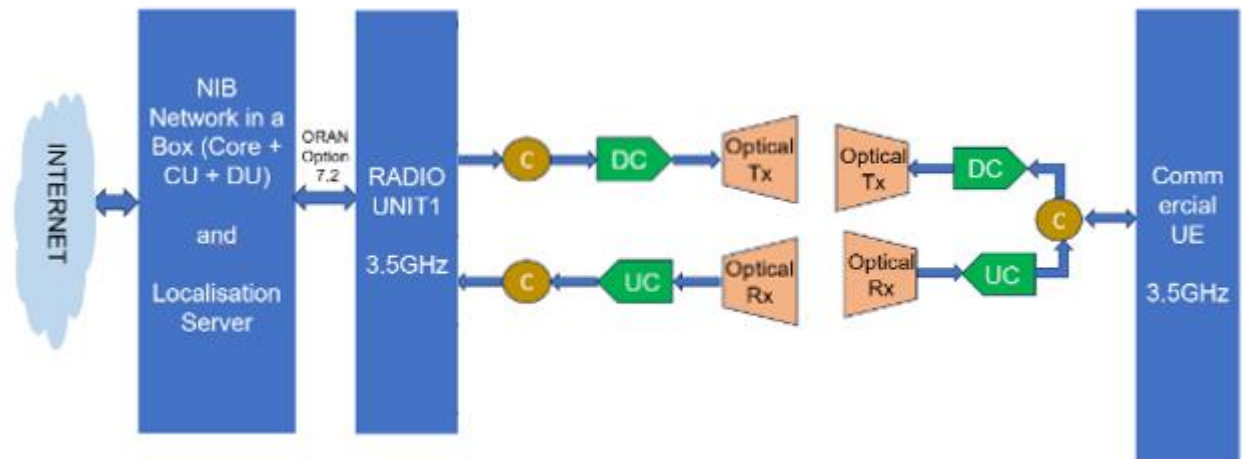 INTERNET
NIB
Network in a
Box (Core +
CU + DU)
and
Localisation
Server
ORAN
Option
7.2
RADIO
UNIT1
3.5GHz
C
DC
Optical
Tx
C
UC
Optical
Rx
Optical
Tx
DC
C
Optical
Rx
UC
Comm
ercial
UE
3.5GHz